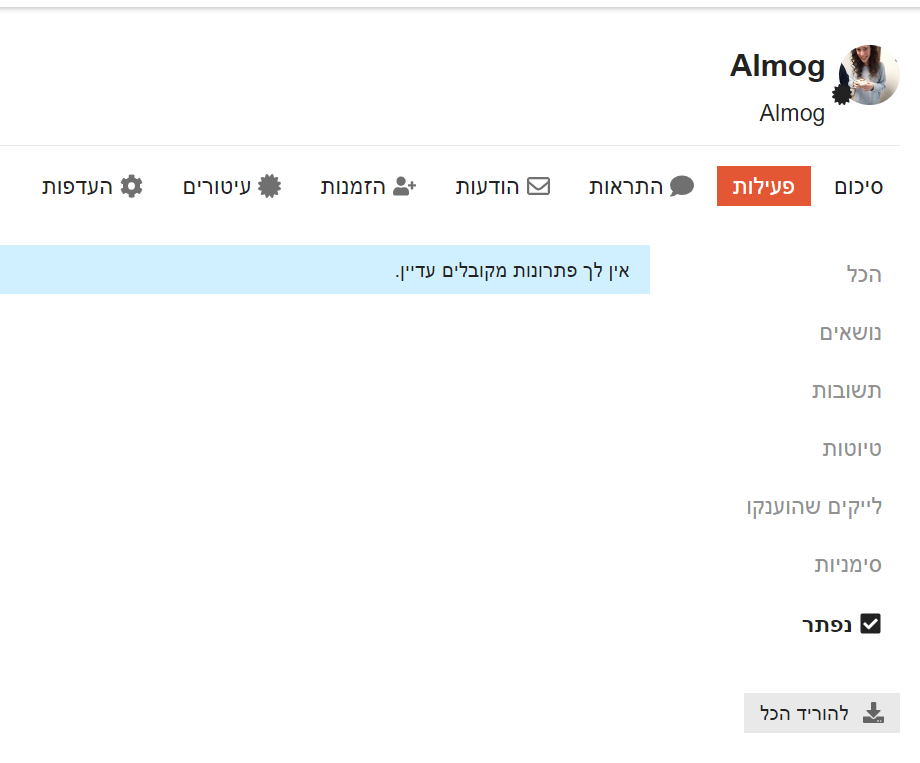 Almog
Almog
סיכום פעילות התראות הודעות הזמנות עיטורים העדפות
אין לך פתרונות מקובלים עדיין.
הכל
נושאים
תשובות
טיוטות
לייקים שהוענקו
סימניות
נפתר
להוריד הכל